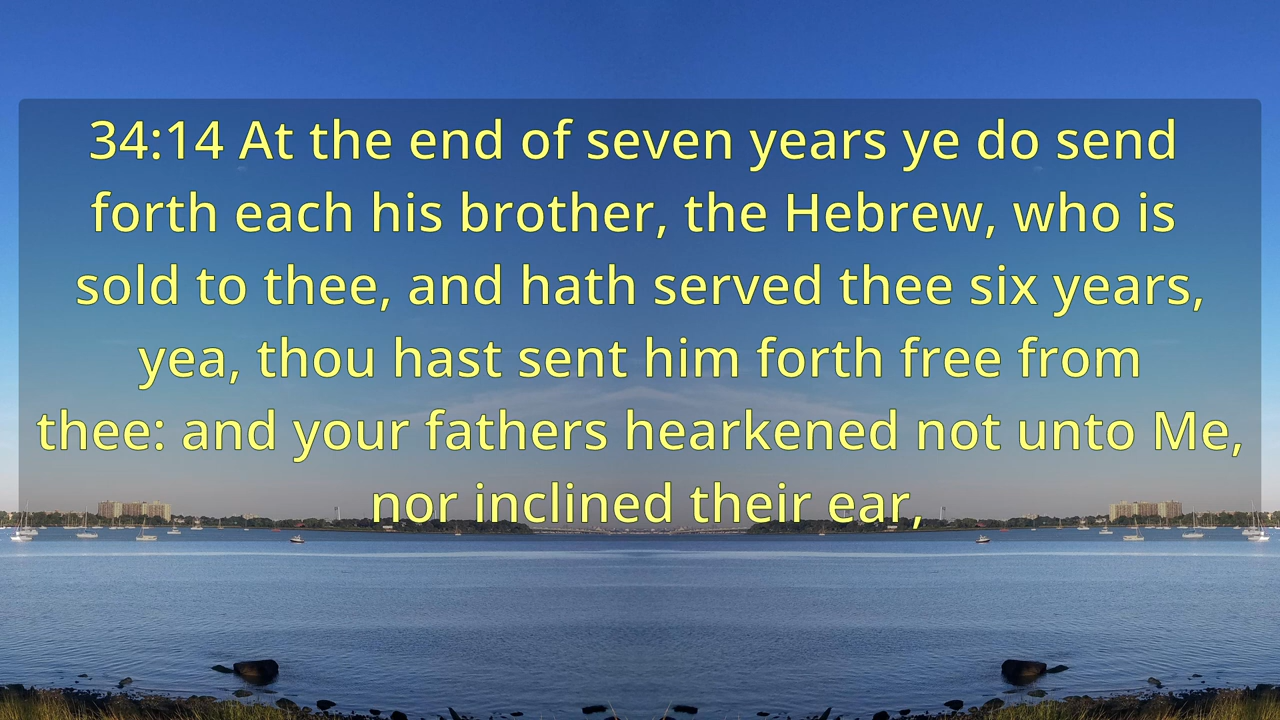 34:14 At the end of seven years ye do send
forth each his brother, the Hebrew, who is
sold to thee, and hath served thee six years,
yea, thou hast sent him forth free from
thee: and your fathers hearkened not unto Me,
nor inclined their ear,